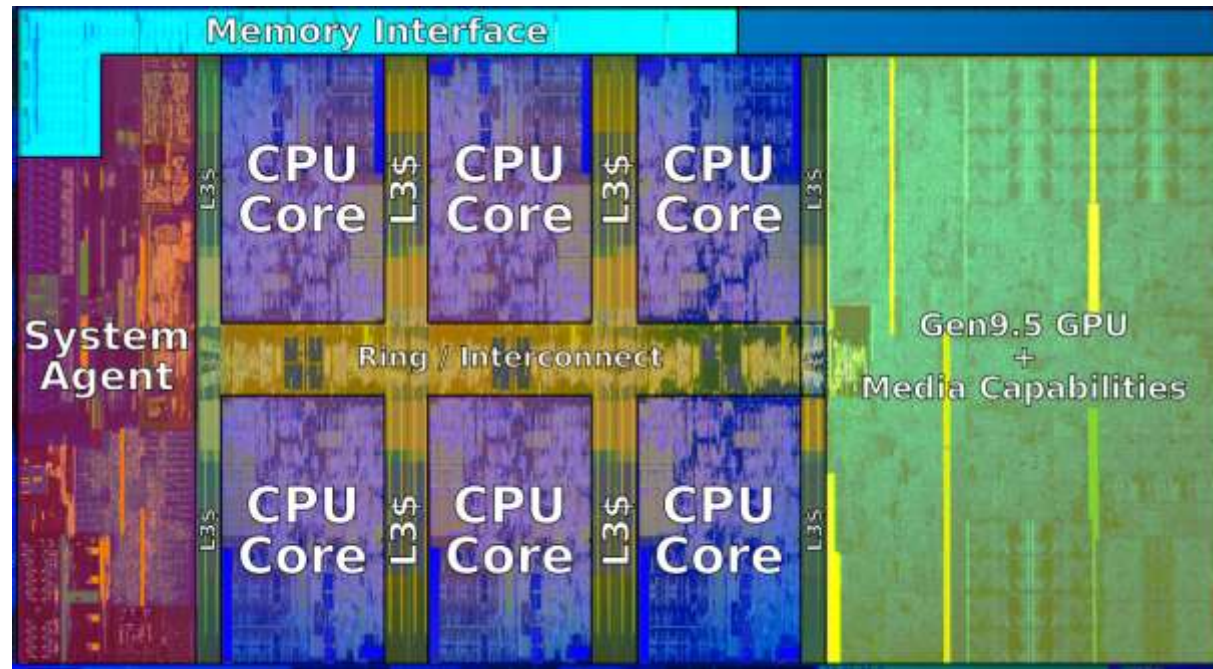 Memory Interface
L3$
CPU
Core
L3$
CPU
Core
L3$
CPU
Core
L3$
System
Agent
Ring / Interconnect
Gen9.5 GPU
+
Media Capabilities
L3$
CPU
Core
L3$
CPU
Core
L3$
CPU
Core
L3$